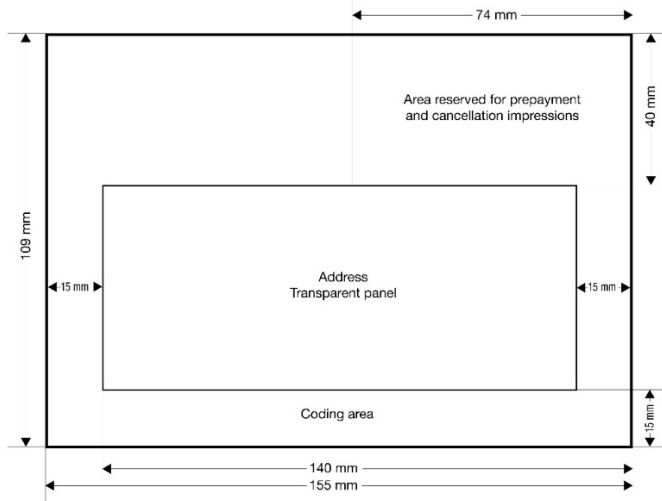 74 mm
Area reserved for prepayment
and cancellation impressions
40 mm
109 mm
15 mm
Address
Transparent panel
15 mm
Coding area
15 mm
140 mm
155 mm